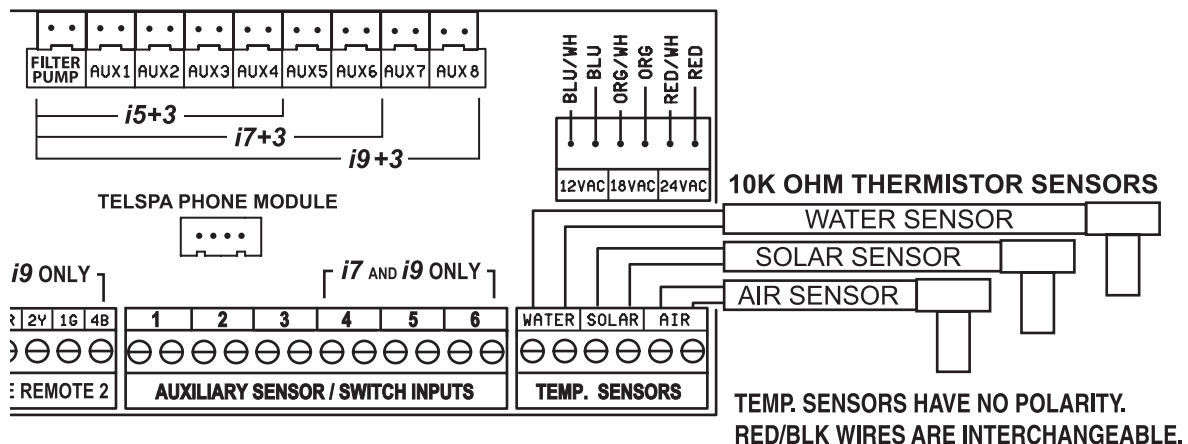 FILTER PUMP AUX1 AUX2 AUX3 AUX4 AUX5 AUX6 AUX7 AUX8
i5+3
i7+3
i9+3
BLU/WH BLU ORG/WH ORG RED/WH RED
12VAC 18VAC 24VAC
TELSPA PHONE MODULE
10K OHM THERMISTOR SENSORS
WATER SENSOR
SOLAR SENSOR
AIR SENSOR
i9 ONLY
i7 AND i9 ONLY
R 2Y 1G 4B
1 2 3 4 5 6
WATER SOLAR AIR
E REMOTE 2
AUXILIARY SENSOR / SWITCH INPUTS
TEMP. SENSORS
TEMP. SENSORS HAVE NO POLARITY.
RED/BLK WIRES ARE INTERCHANGEABLE.